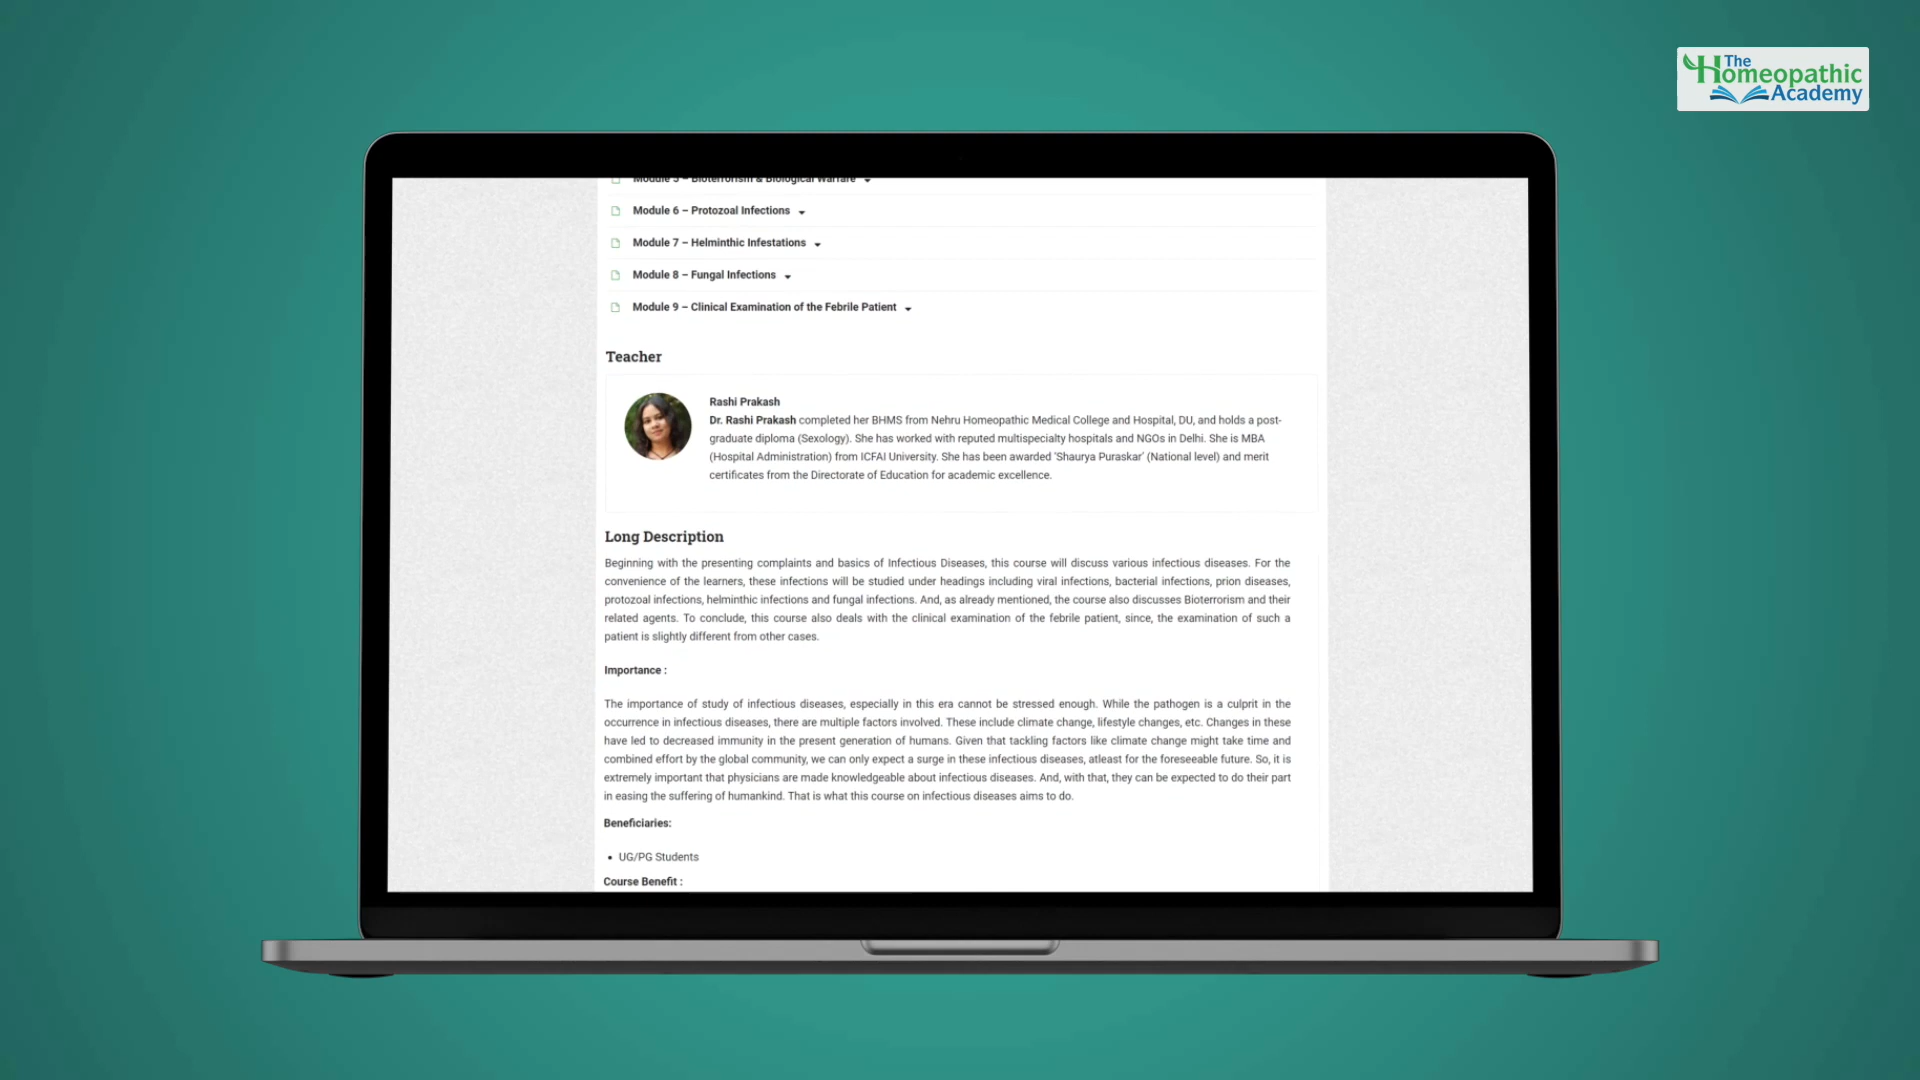 The
Homeopathic
Academy
Module 5 – Bioterrorism & Biological Warfare
Module 6 – Protozoal Infections
Module 7 – Helminthic Infestations
Module 8 – Fungal Infections
Module 9 – Clinical Examination of the Febrile Patient
Teacher
Rashi Prakash
Dr. Rashi Prakash completed her BHMS from Nehru Homeopathic Medical College and Hospital, DU, and holds a post-
graduate diploma (Sexology). She has worked with reputed multispecialty hospitals and NGOs in Delhi. She is MBA
(Hospital Administration) from ICFAI University. She has been awarded ‘Shaurya Puraskar’ (National level) and merit
certificates from the Directorate of Education for academic excellence.
Long Description
Beginning with the presenting complaints and basics of Infectious Diseases, this course will discuss various infectious diseases. For the
convenience of the learners, these infections will be studied under headings including viral infections, bacterial infections, prion diseases,
protozoal infections, helminthic infections and fungal infections. And, as already mentioned, the course also discusses Bioterrorism and their
related agents. To conclude, this course also deals with the clinical examination of the febrile patient, since, the examination of such a
patient is slightly different from other cases.
Importance :
The importance of study of infectious diseases, especially in this era cannot be stressed enough. While the pathogen is a culprit in the
occurrence in infectious diseases, there are multiple factors involved. These include climate change, lifestyle changes, etc. Changes in these
have led to decreased immunity in the present generation of humans. Given that tackling factors like climate change might take time and
combined effort by the global community, we can only expect a surge in these infectious diseases, atleast for the foreseeable future. So, it is
extremely important that physicians are made knowledgeable about infectious diseases. And, with that, they can be expected to do their part
in easing the suffering of humankind. That is what this course on infectious diseases aims to do.
Beneficiaries:
• UG/PG Students
Course Benefit :